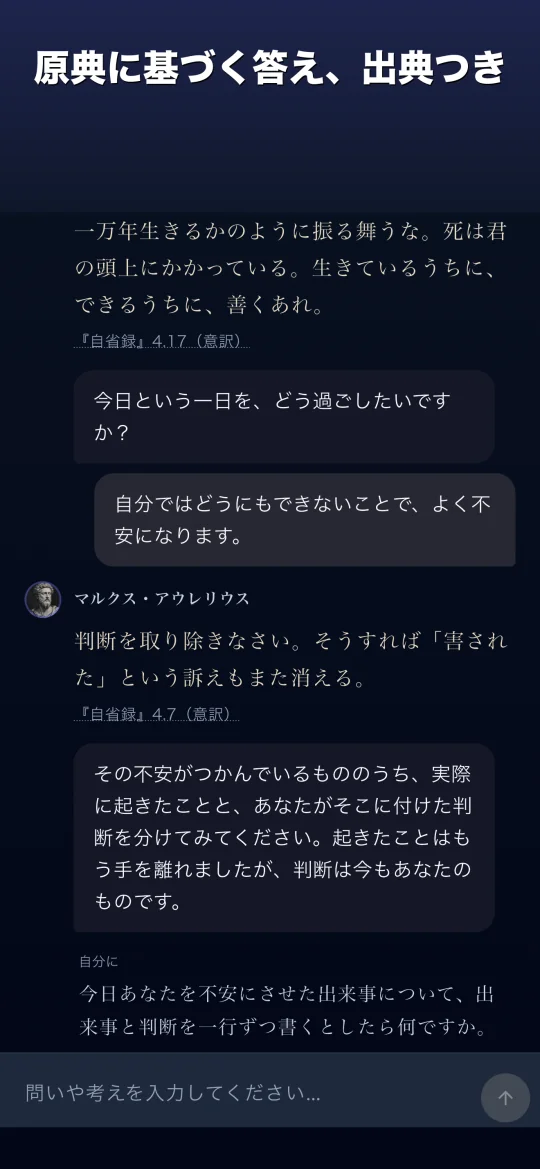 原典に基づく答え、出典つき
一万年生きるかのように振る舞うな。死は君
の頭上にかかっている。生きているうちに、
できるうちに、善くあれ。
『自省録』4.17（意訳）
今日という一日を、どう過ごしたいです
か？
自分ではどうにもできないことで、よく不
安になります。
マルクス・アウレリウス
判断を取り除きなさい。そうすれば「害され
た」という訴えもまた消える。
『自省録』4.7（意訳）
その不安がつかんでいるもののうち、実際
に起きたことと、あなたがそこに付けた判
断を分けてみてください。起きたことはも
う手を離れましたが、判断は今もあなたの
ものです。
自分に
今日あなたを不安にさせた出来事について、出
来事と判断を一行ずつ書くとしたら何ですか。
問いや考えを入力してください...